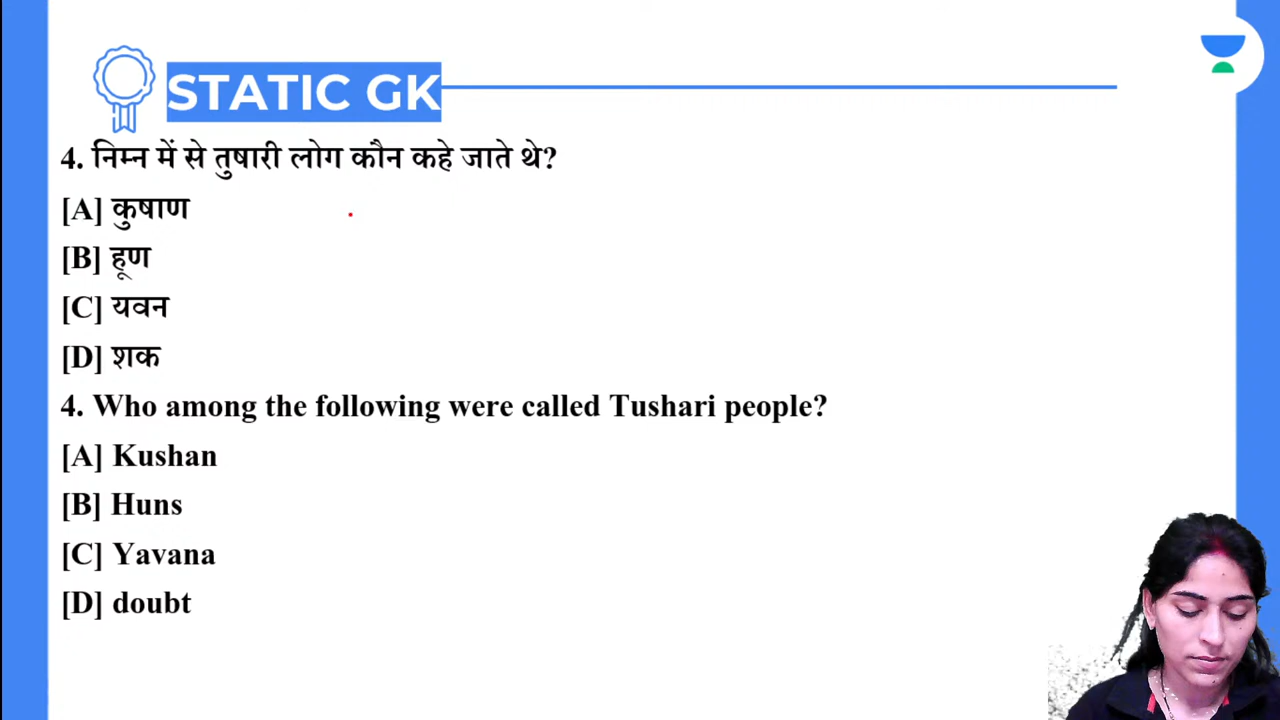 STATIC GK
4. निम्न में से तुषारी लोग कौन कहे जाते थे?
[A] कुषाण
[B] हूण
[C] यवन
[D] शक
4. Who among the following were called Tushari people?
[A] Kushan
[B] Huns
[C] Yavana
[D] doubt